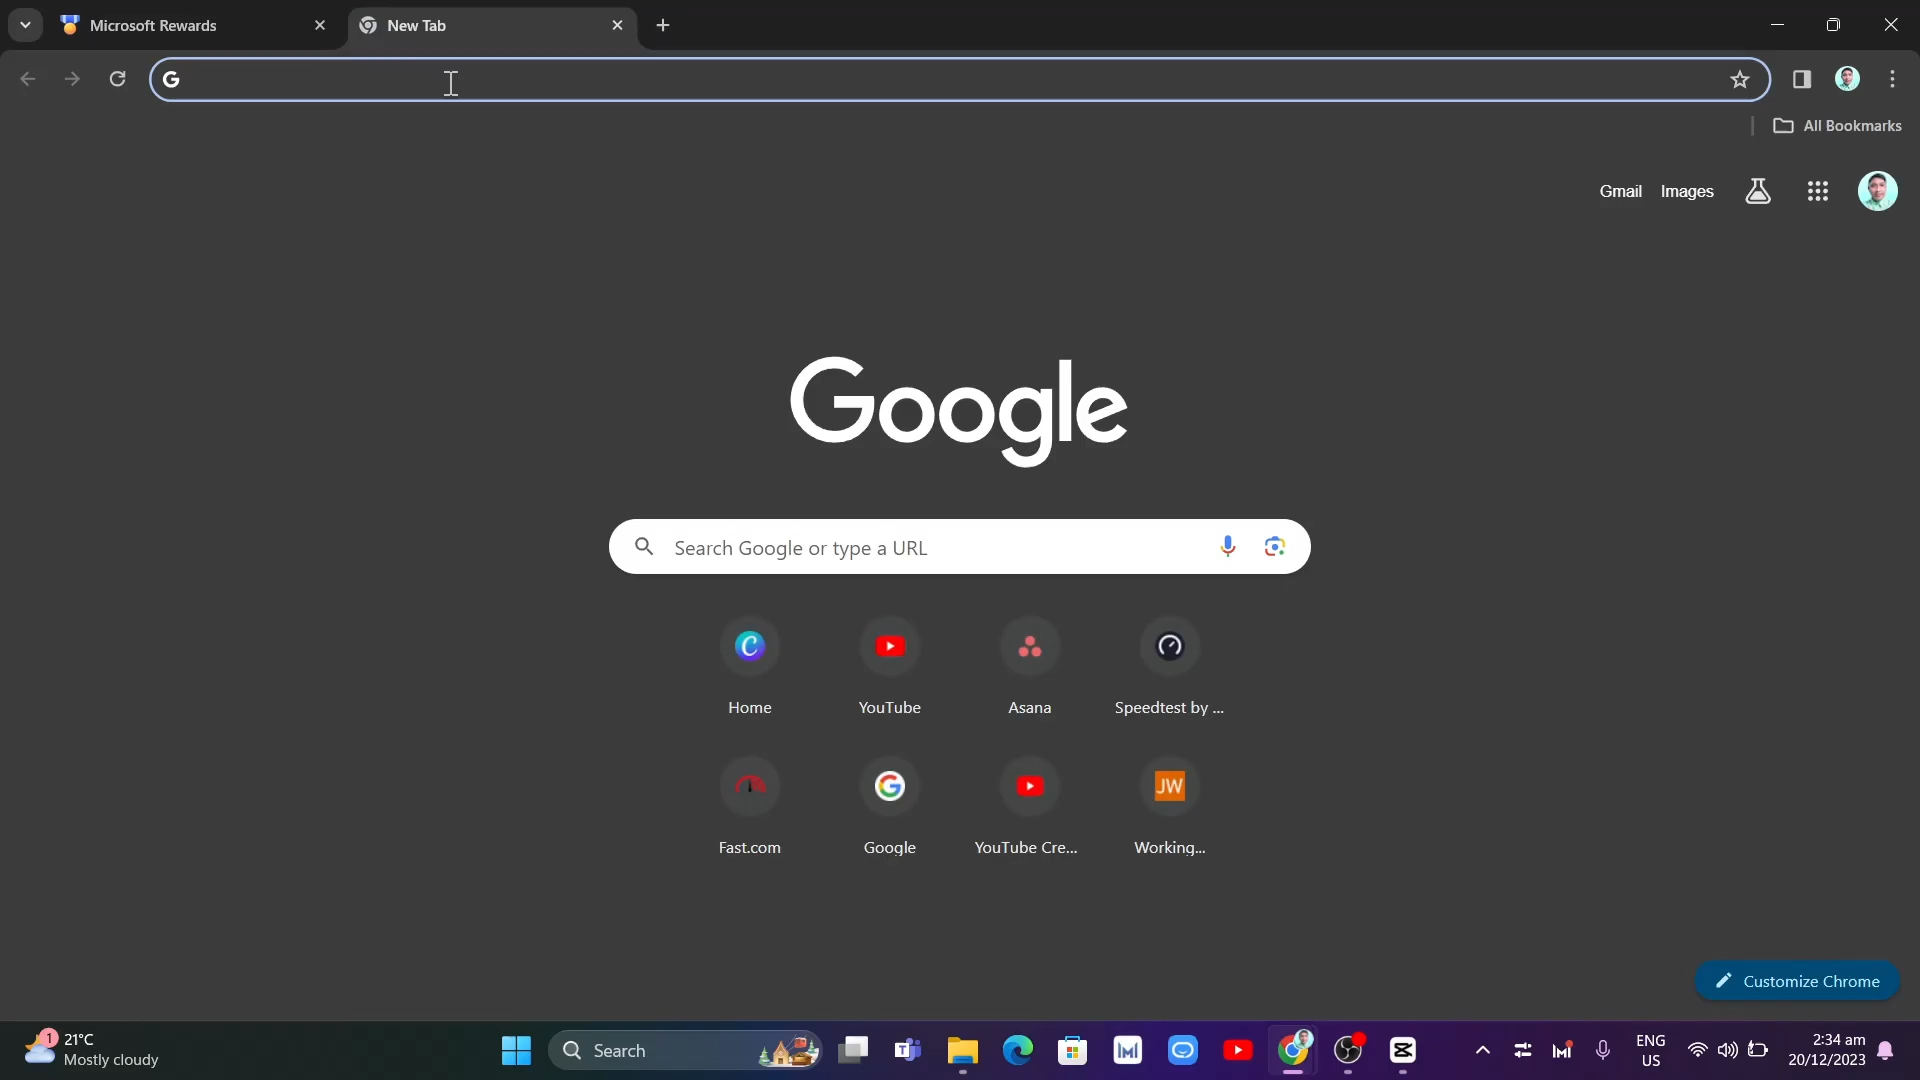 Microsoft Rewards
New Tab
All Bookmarks
Gmail
Images
Google
Search Google or type a URL
Home
YouTube
Asana
Speedtest by ...
JW
Fast.com
Google
YouTube Cre...
Working...
Customize Chrome
1
21°C
Mostly cloudy
Search
ENG
US
2:34 am
20/12/2023